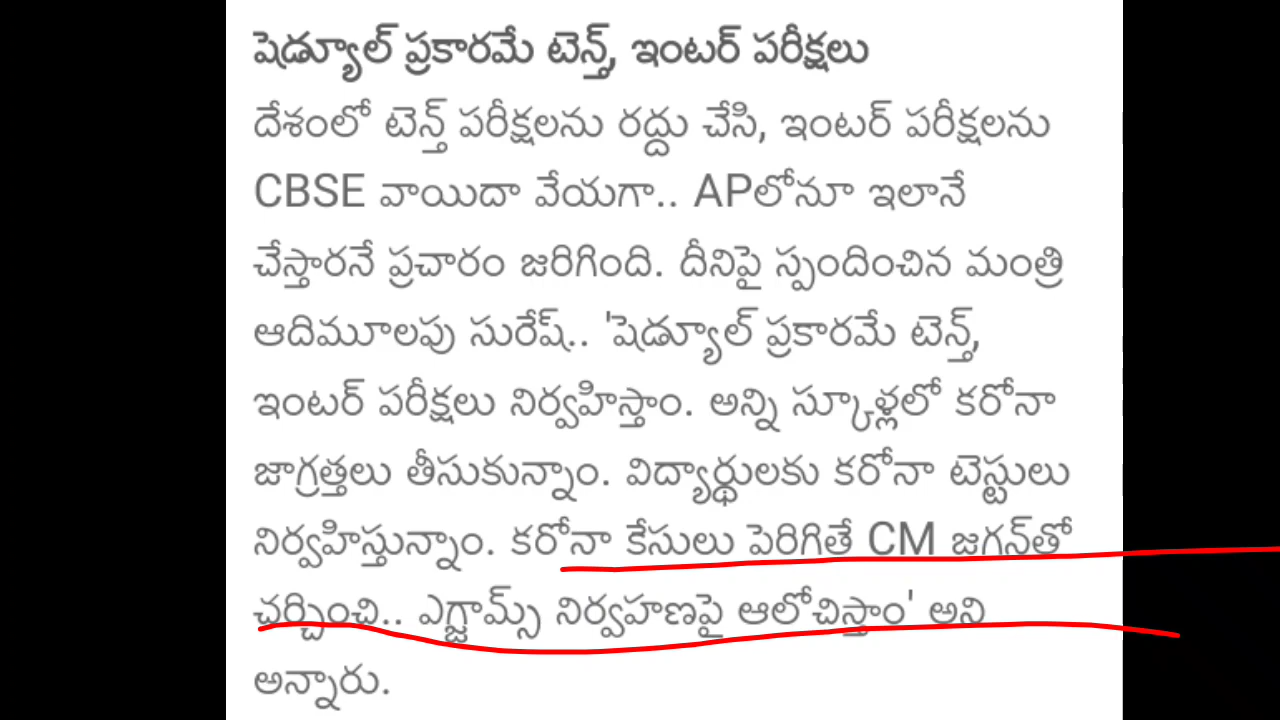 షెడ్యూల్ ప్రకారమే టెన్త్, ఇంటర్ పరీక్షలు
దేశంలో టెన్త్ పరీక్షలను రద్దు చేసి, ఇంటర్ పరీక్షలను
CBSE వాయిదా వేయగా.. APలోనూ ఇలానే
చేస్తారనే ప్రచారం జరిగింది. దీనిపై స్పందించిన మంత్రి
ఆదిమూలపు సురేష్.. 'షెడ్యూల్ ప్రకారమే టెన్త్,
ఇంటర్ పరీక్షలు నిర్వహిస్తాం. అన్ని స్కూళ్లలో కరోనా
జాగ్రత్తలు తీసుకున్నాం. విద్యార్థులకు కరోనా టెస్టులు
నిర్వహిస్తున్నాం. కరోనా కేసులు పెరిగితే CM జగన్‌తో
చర్చించి.. ఎగ్జామ్స్ నిర్వహణపై ఆలోచిస్తాం' అని
అన్నారు.